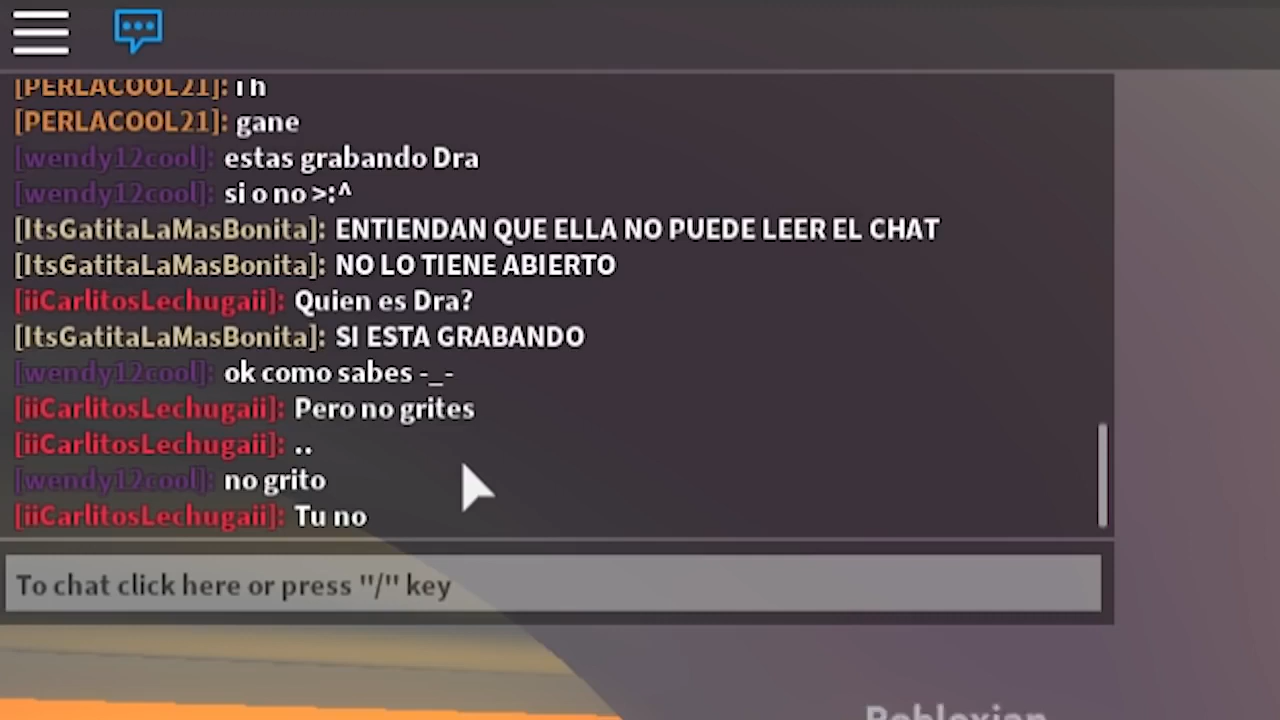 [PERLACOOL21]:
[PERLACOOL21]: gane
[wendy12cool]: estas grabando Dra
[wendy12cool]: si o no >:^
[ItsGatitaLaMasBonita]: ENTIENDAN QUE ELLA NO PUEDE LEER EL CHAT
[ItsGatitaLaMasBonita]: NO LO TIENE ABIERTO
[iiCarlitosLechugaii]: Quien es Dra?
[ItsGatitaLaMasBonita]: SI ESTA GRABANDO
[wendy12cool]: ok como sabes -_-
[iiCarlitosLechugaii]: Pero no grites
[iiCarlitosLechugaii]: ..
[wendy12cool]: no grito
[iiCarlitosLechugaii]: Tu no
To chat click here or press "/" key
Robloxian